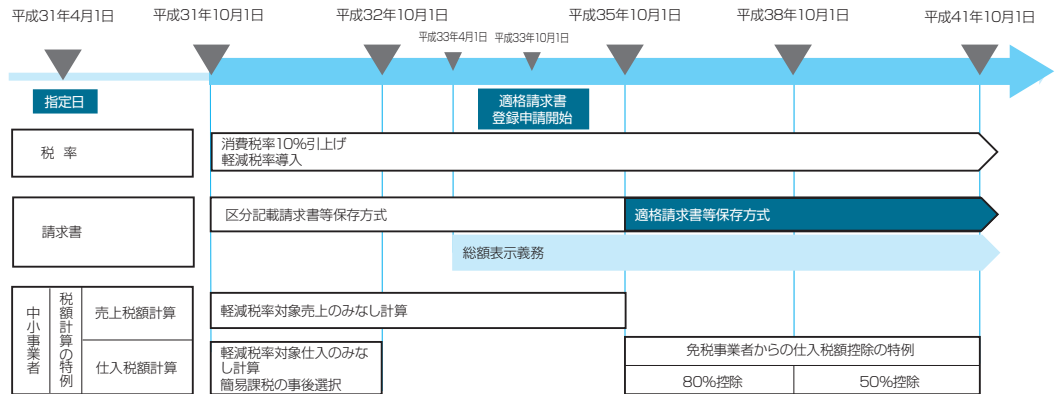 平成31年4月1日
平成31年10月1日
平成32年10月1日
平成33年4月1日
平成33年10月1日
平成35年10月1日
平成38年10月1日
平成41年10月1日
指定日
適格請求書
登録申請開始
税 率
消費税率10%引上げ
軽減税率導入
請求書
区分記載請求書等保存方式
適格請求書等保存方式
総額表示義務
中小事業者
税額計算の特例
売上税額計算
軽減税率対象売上のみなし計算
仕入税額計算
軽減税率対象仕入のみな
し計算
簡易課税の事後選択
免税事業者からの仕入税額控除の特例
80%控除
50%控除